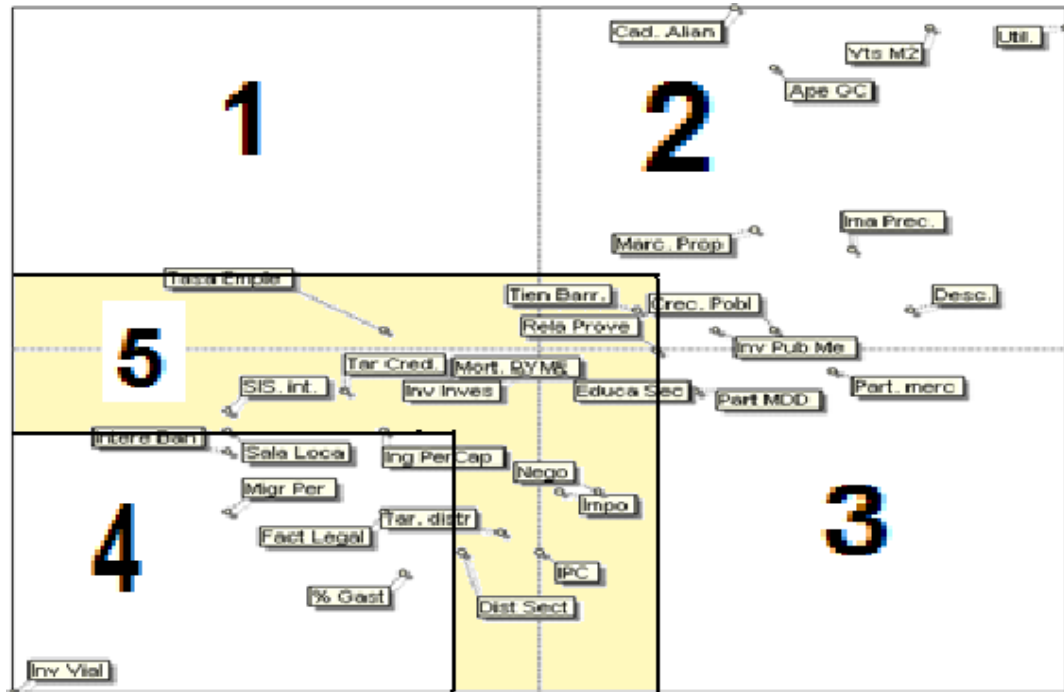 Cad. Alian
Util.
Vts M2
1
2
Ape GC
Ima Prec.
Marc. Prop
Tasa Emple
Tien Barr.
Crec. Pobl
Desc.
Rela Prove
5
Inv Pub Me
Tar Cred.
Mort. PYME
SIS. int.
Inv Inves
Educa Sec
Part MDD
Part. merc
Intere Ban
Sala Loca
Ing PerCap
Nego
Migr Per
Impo
4
Tar. distr
3
Fact Legal
IPC
% Gast
Dist Sect
Inv Vial